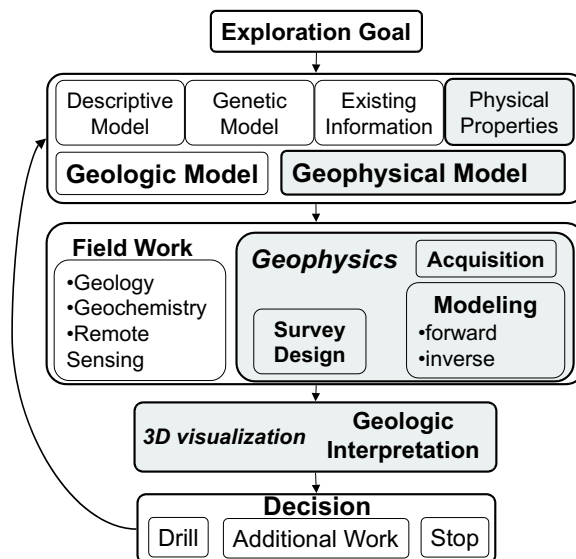 Exploration Goal
Descriptive
Model
Genetic
Model
Existing
Information
Physical
Properties
Geologic Model
Geophysical Model
Field Work
•Geology
•Geochemistry
•Remote
Sensing
Geophysics
Acquisition
Survey
Design
Modeling
•forward
•inverse
3D visualization
Geologic
Interpretation
Decision
Drill
Additional Work
Stop